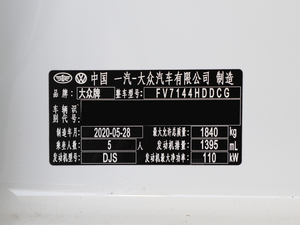 中国 一汽-大众汽车有限公司 制造
品牌: 大众牌 整车型号: FV7144HDDCG
车辆识别代号:
制造年月 2020-05-28 最大允许总质量 1840 kg
乘坐人数 5 人 发动机排量 1395 mL
发动机型号 DJS 发动机最大净功率 110 kW